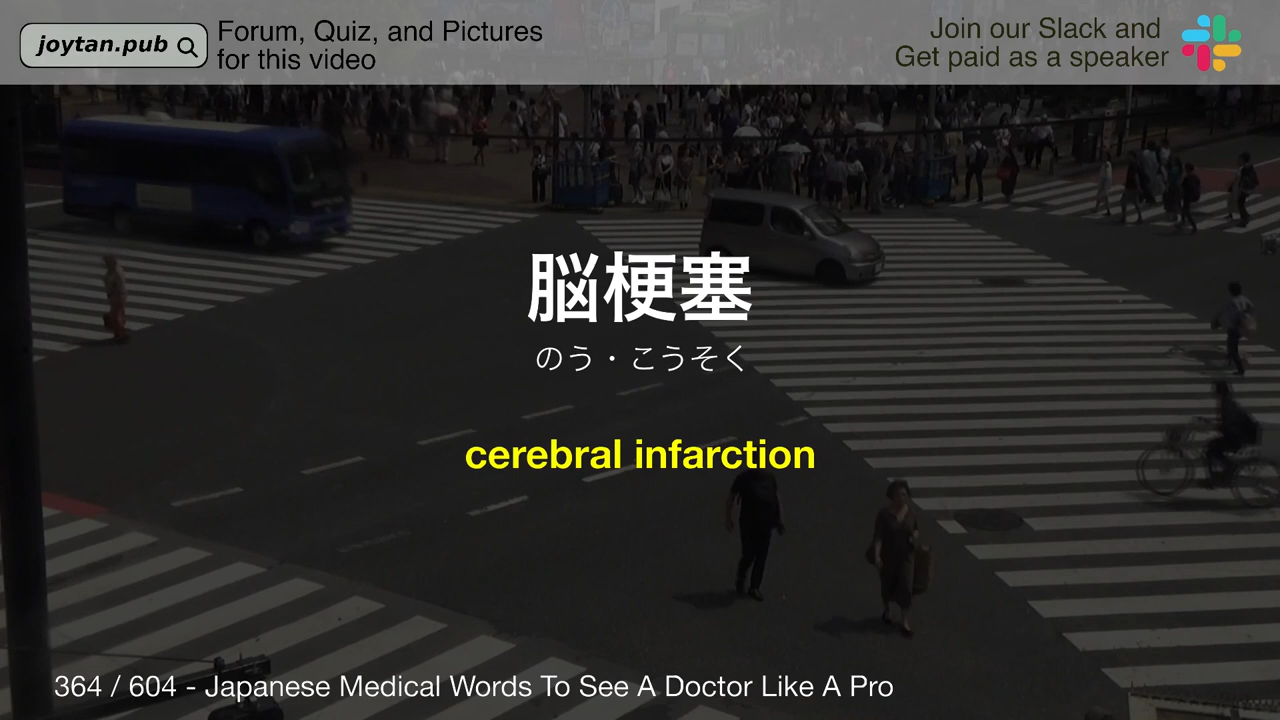 joytan.pub
Forum, Quiz, and Pictures
for this video
Join our Slack and
Get paid as a speaker
脳梗塞
のう・こうそく
cerebral infarction
364 / 604 - Japanese Medical Words To See A Doctor Like A Pro